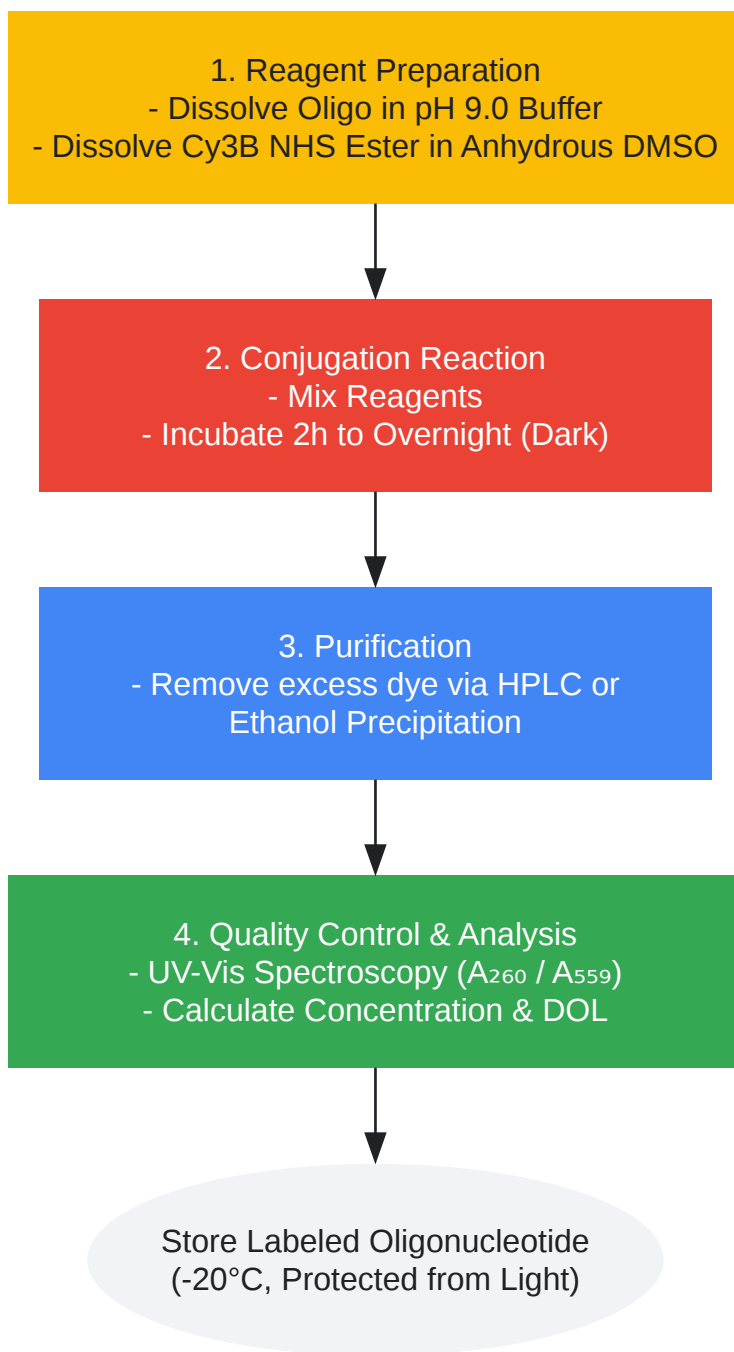 1. Reagent Preparation
- Dissolve Oligo in pH 9.0 Buffer
- Dissolve Cy3B NHS Ester in Anhydrous DMSO
2. Conjugation Reaction
- Mix Reagents
- Incubate 2h to Overnight (Dark)
3. Purification
- Remove excess dye via HPLC or
Ethanol Precipitation
4. Quality Control & Analysis
- UV-Vis Spectroscopy (A₂₆₀ / A₅₅₉)
- Calculate Concentration & DOL
Store Labeled Oligonucleotide
(-20°C, Protected from Light)